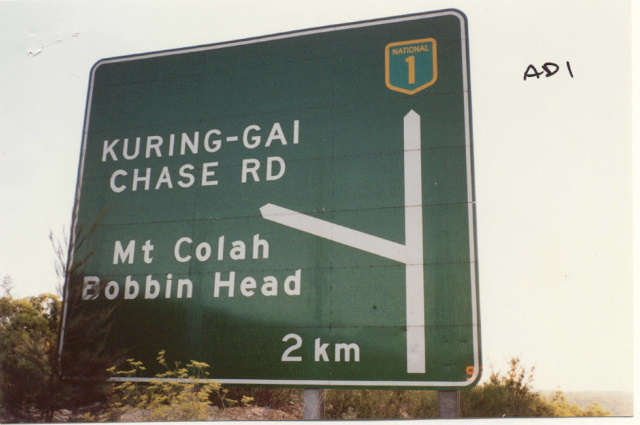 NATIONAL
1
AD1
KURING-GAI
CHASE RD
Mt Colah
Bobbin Head
2 km